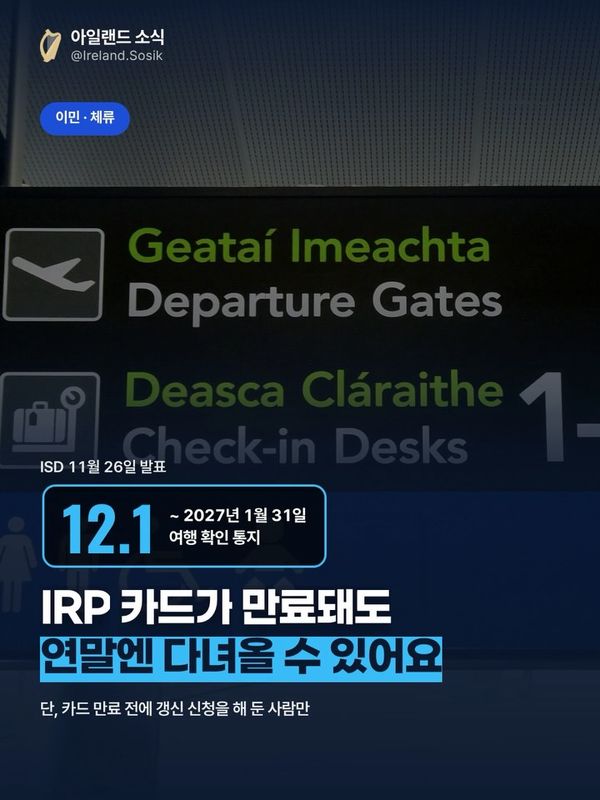 아일랜드 소식
@Ireland.Sosik
이민 · 체류
Geataí Imeachta
Departure Gates
Deasca Cláraithe
Check-in Desks
1-
ISD 11월 26일 발표
12.1
~ 2027년 1월 31일
여행 확인 통지
IRP 카드가 만료돼도
연말엔 다녀올 수 있어요
단, 카드 만료 전에 갱신 신청을 해 둔 사람만